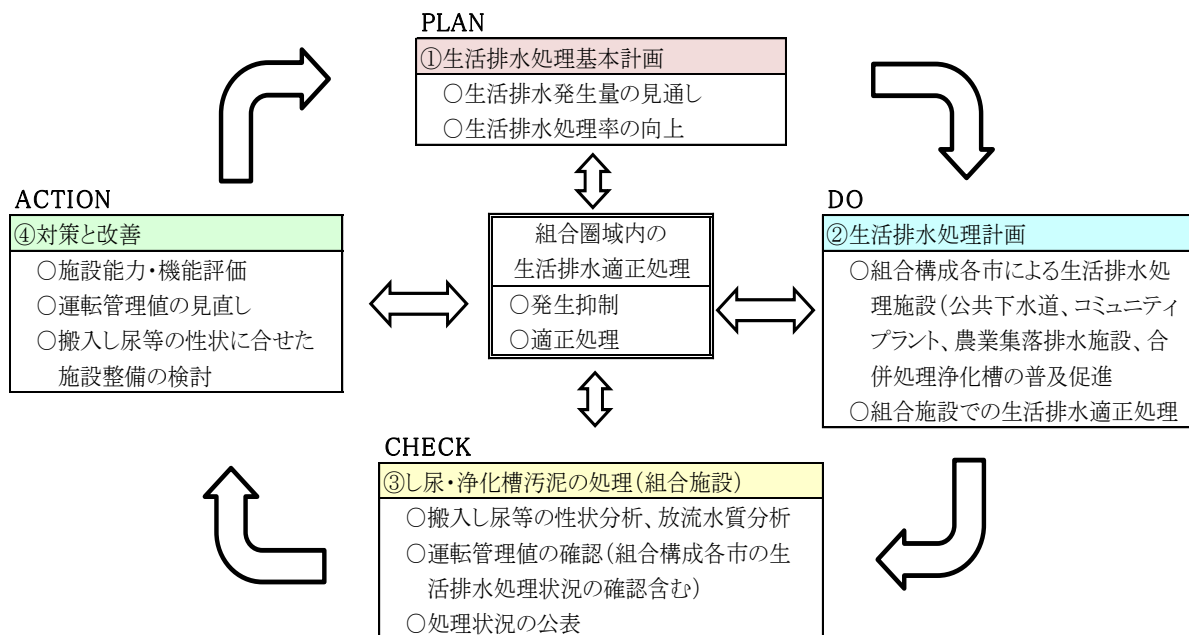 PLAN
①生活排水処理基本計画
○生活排水発生量の見通し
○生活排水処理率の向上
ACTION
④対策と改善
○施設能力・機能評価
○運転管理値の見直し
○搬入し尿等の性状に合せた
施設整備の検討
組合圏域内の
生活排水適正処理
○発生抑制
○適正処理
DO
②生活排水処理計画
○組合構成各市による生活排水処
理施設(公共下水道、コミュニティ
プラント、農業集落排水施設、合
併処理浄化槽の普及促進
○組合施設での生活排水適正処理
CHECK
③し尿・浄化槽汚泥の処理(組合施設)
○搬入し尿等の性状分析、放流水質分析
○運転管理値の確認(組合構成各市の生
活排水処理状況の確認含む)
○処理状況の公表